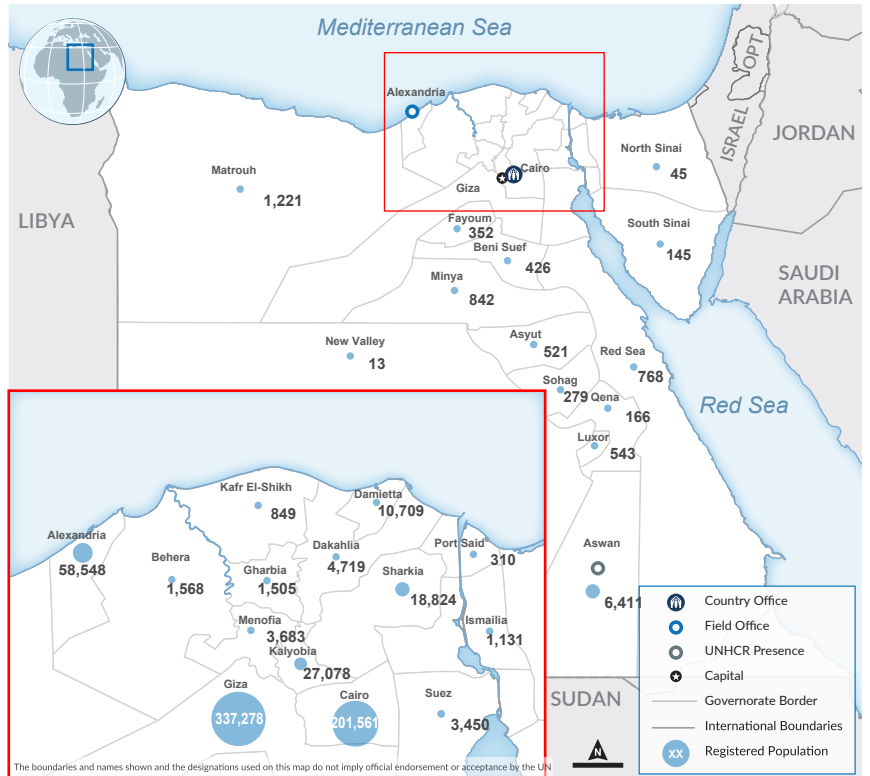 Mediterranean Sea
Alexandria
OPT
ISRAEL
JORDAN
North Sinai
45
Cairo
Matrouh
1,221
Giza
LIBYA
Fayoum
352
South Sinai
145
Beni Suef
426
SAUDI
ARABIA
Minya
842
New Valley
13
Asyut
521
Red Sea
768
Sohag
279
Qena
166
Red Sea
Luxor
543
Kafr El-Shikh
849
Damietta
10,709
Alexandria
58,548
Behera
1,568
Gharbia
1,505
Dakahlia
4,719
Port Said
310
Sharkia
18,824
Aswan
6,411
Menofia
3,683
Ismailia
1,131
Kalyobia
27,078
Giza
337,278
Cairo
201,561
Suez
3,450
SUDAN
N
Country Office
Field Office
UNHCR Presence
Capital
Governorate Border
International Boundaries
XX
Registered Population
The boundaries and names shown and the designations used on this map do not imply official endorsement or acceptance by the UN